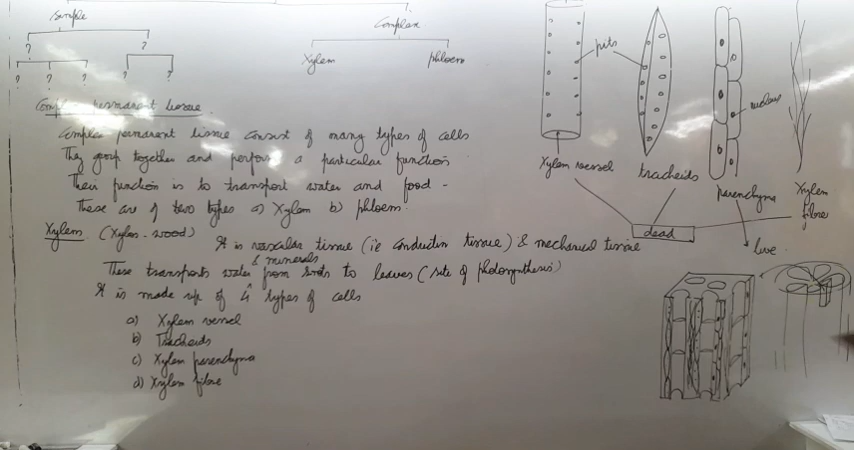 Simple
Complex
?
?
? ? ?
? ?
Xylem
phloem
Complex permanent tissue
Complex permanent tissue consist of many types of cells
They group together and perform a particular function
Their function is to transport water and food -
These are of two types a) Xylem b) phloem.
Xylem (Xylos - wood) It is vascular tissue (i.e conductin tissue) & mechanical tissue
& minerals
These transports water from roots to leaves (site of photosynthesis)
It is made up of 4 types of cells
a) Xylem vessel
b) Tracheids
c) Xylem parenchyma
d) Xylem fibre
pits
nucleus
Xylem vessel
tracheids
parenchyma
Xylem
fibre
dead
live